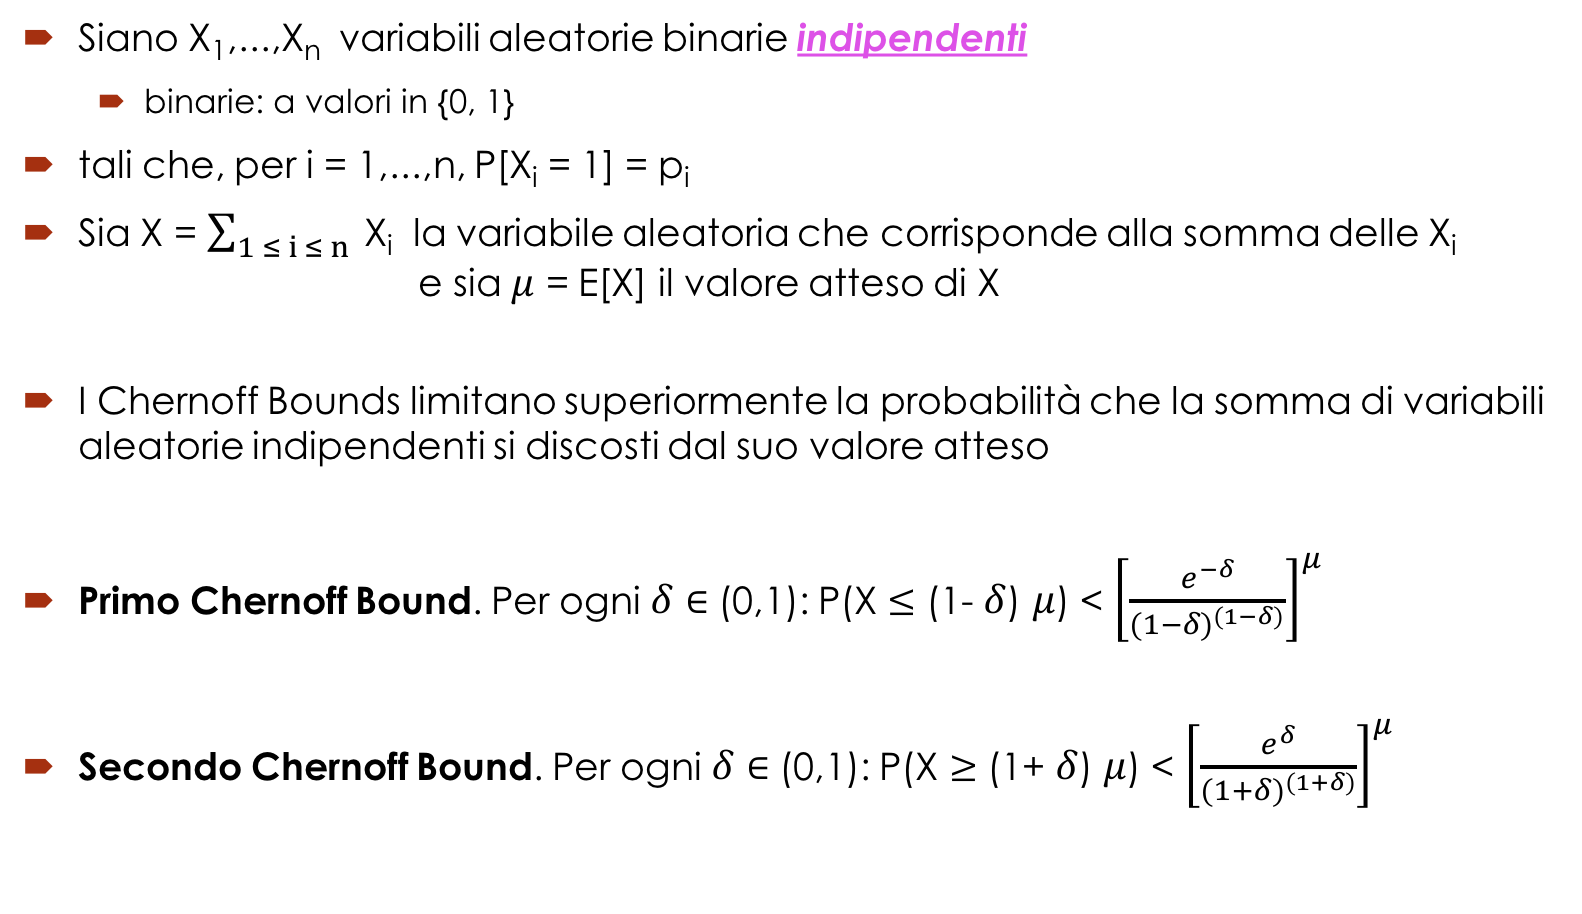 Siano X₁,...,Xₙ variabili aleatorie binarie indipendenti
binarie: a valori in {0, 1}
tali che, per i = 1,...,n, P[Xᵢ = 1] = pᵢ
Sia X = ∑_{1 ≤ i ≤ n} Xᵢ la variabile aleatoria che corrisponde alla somma delle Xᵢ
e sia 𝜇 = E[X] il valore atteso di X
I Chernoff Bounds limitano superiormente la probabilità che la somma di variabili
aleatorie indipendenti si discosti dal suo valore atteso
Primo Chernoff Bound. Per ogni 𝛿 ∈ (0,1): P(X ≤ (1- 𝛿) 𝜇) < [e^{−𝛿} / (1−𝛿)^{(1−𝛿)}]^𝜇
Secondo Chernoff Bound. Per ogni 𝛿 ∈ (0,1): P(X ≥ (1+ 𝛿) 𝜇) < [e^𝛿 / (1+𝛿)^{(1+𝛿)}]^𝜇